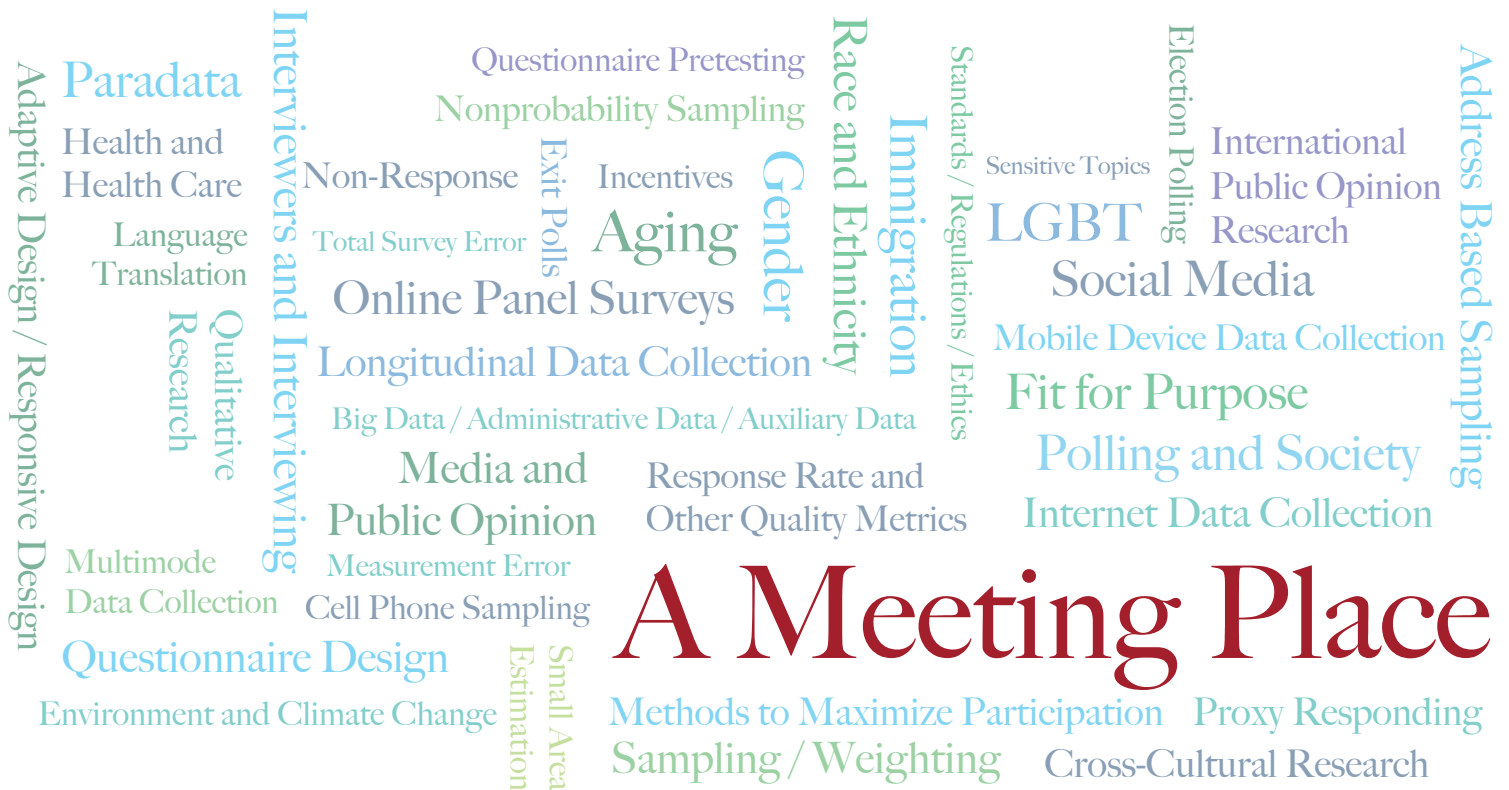 Adaptive Design / Responsive Design
Paradata
Health and
Health Care
Language
Translation
Qualitative
Research
Interviewers and Interviewing
Multimode
Data Collection
Questionnaire Design
Environment and Climate Change
Questionnaire Pretesting
Nonprobability Sampling
Non-Response
Exit Polls
Incentives
Total Survey Error
Aging
Gender
Online Panel Surveys
Longitudinal Data Collection
Race and Ethnicity
Immigration
Standards / Regulations / Ethics
Big Data / Administrative Data / Auxiliary Data
Media and
Public Opinion
Response Rate and
Other Quality Metrics
Measurement Error
Cell Phone Sampling
Small Area
Estimation
Sensitive Topics
LGBT
Election Polling
International
Public Opinion
Research
Social Media
Mobile Device Data Collection
Fit for Purpose
Polling and Society
Internet Data Collection
Address Based Sampling
A Meeting Place
Methods to Maximize Participation
Proxy Responding
Sampling / Weighting
Cross-Cultural Research